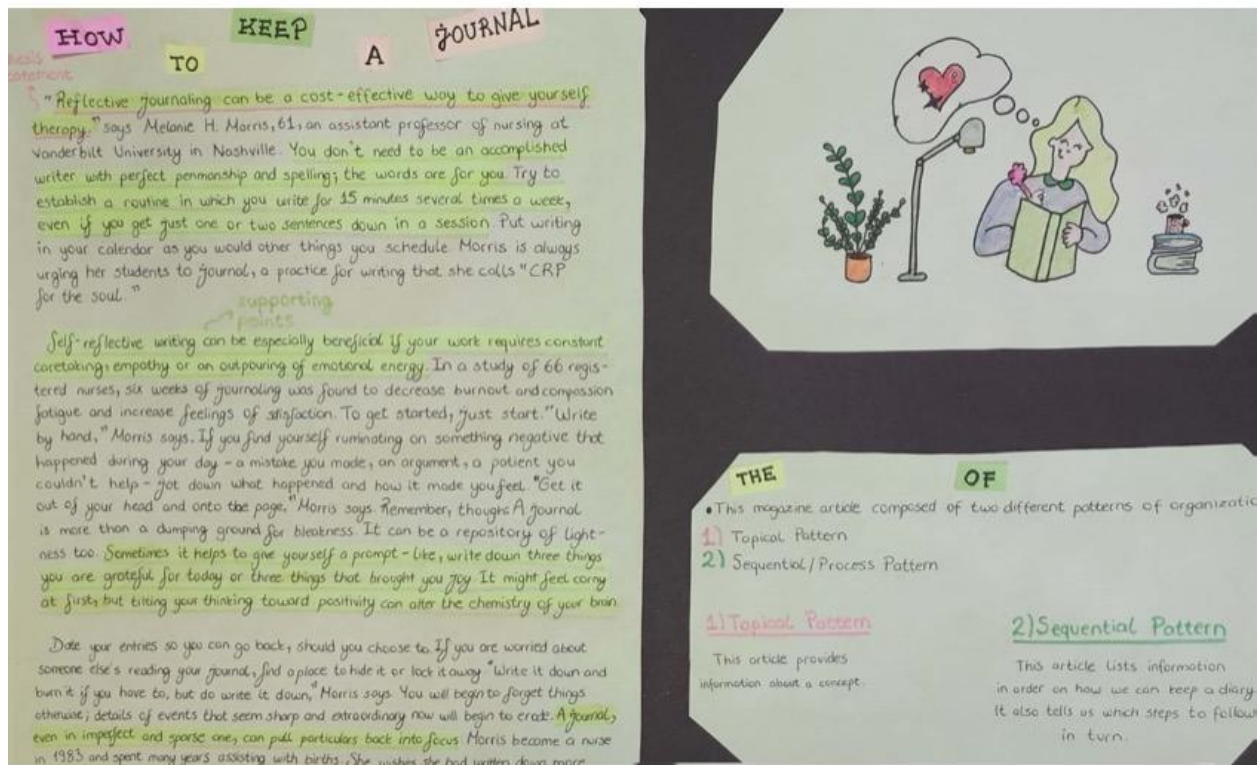 HOW TO KEEP A JOURNAL
thesis
statement
"Reflective journaling can be a cost-effective way to give yourself
therapy." says Melanie H. Morris, 61, an assistant professor of nursing at
Vanderbilt University in Nashville. You don't need to be an accomplished
writer with perfect penmanship and spelling; the words are for you. Try to
establish a routine in which you write for 15 minutes several times a week,
even if you get just one or two sentences down in a session. Put writing
in your calendar as you would other things you schedule. Morris is always
urging her students to journal, a practice for writing that she calls "CRP
for the soul."
supporting
points
Self-reflective writing can be especially beneficial if your work requires constant
caretaking, empathy or an outpouring of emotional energy. In a study of 66 regis-
tered nurses, six weeks of journaling was found to decrease burnout and compassion
fatigue and increase feelings of satisfaction. To get started, just start. "Write
by hand," Morris says. If you find yourself ruminating on something negative that
happened during your day - a mistake you made, an argument, a patient you
couldn't help - jot down what happened and how it made you feel. "Get it
out of your head and onto the page," Morris says. Remember, though: A journal
is more than a dumping ground for bleakness. It can be a repository of light-
ness too. Sometimes it helps to give yourself a prompt - like, write down three things
you are grateful for today or three things that brought you joy. It might feel corny
at first, but tilting your thinking toward positivity can alter the chemistry of your brain
Date your entries so you can go back, should you choose to. If you are worried about
someone else's reading your journal, find a place to hide it or lock it away. "Write it down and
burn it if you have to, but do write it down," Morris says. You will begin to forget things
otherwise; details of events that seem sharp and extraordinary now will begin to erode. A journal,
even in imperfect and sparse one, can pull particulars back into focus. Morris become a nurse
in 1983 and spent many years assisting with births. She wishes she had written down more
THE OF
• This magazine article composed of two different patterns of organizatio
1) Topical Pattern
2) Sequential / Process Pattern
1) Topical Pattern
This article provides
information about a concept.
2) Sequential Pattern
This article lists information
in order on how we can keep a diary.
It also tells us which steps to follow
in turn.